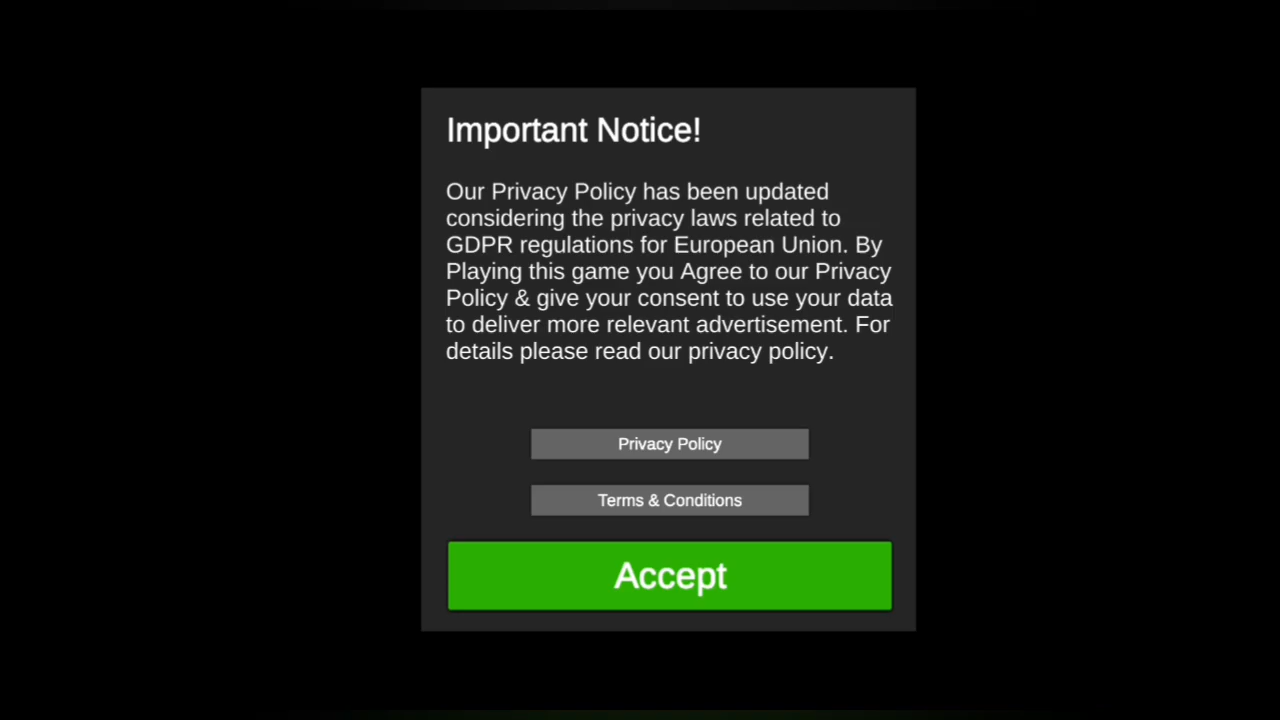 Important Notice!
Our Privacy Policy has been updated
considering the privacy laws related to
GDPR regulations for European Union. By
Playing this game you Agree to our Privacy
Policy & give your consent to use your data
to deliver more relevant advertisement. For
details please read our privacy policy.
Privacy Policy
Terms & Conditions
Accept